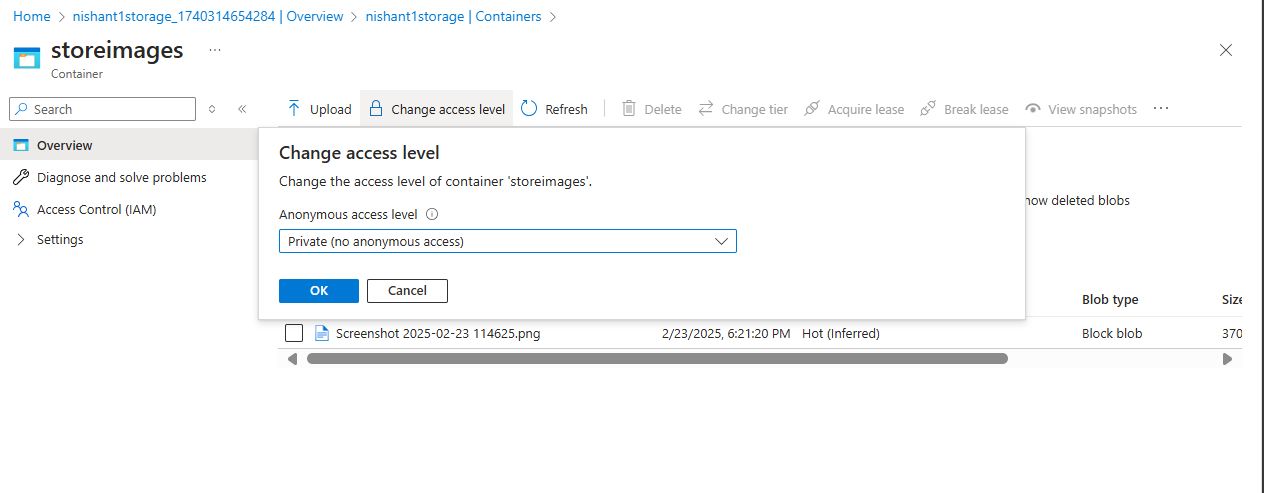 Home > nishant1storage_1740314654284 | Overview > nishant1storage | Containers >
storeimages ...
Container
Search
Upload Change access level Refresh Delete Change tier Acquire lease Break lease View snapshots ...
Overview
Diagnose and solve problems
Access Control (IAM)
Settings
Change access level
Change the access level of container 'storeimages'.
Anonymous access level
Private (no anonymous access)
OK Cancel
deleted blobs
Blob type Size
Screenshot 2025-02-23 114625.png 2/23/2025, 6:21:20 PM Hot (Inferred) Block blob 370